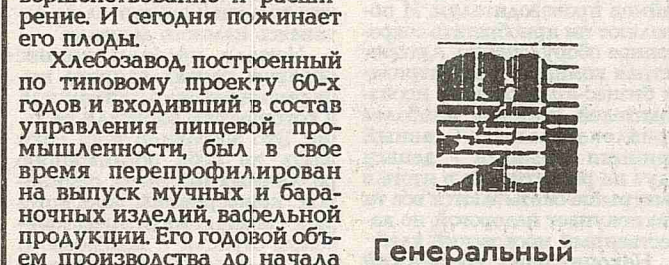 вершенствованию и расши-
рение. И сегодня пожинает
его плоды.
Хлебозавод, построенный
по типовому проекту 60-х
годов и входивший в состав
управления пищевой про-
мышленности, был в свое
время перепрофилирован
на выпуск мучных и бара-
ночных изделий, вафельной
продукции. Его годовой объ-
ем производства до начала
Генеральный